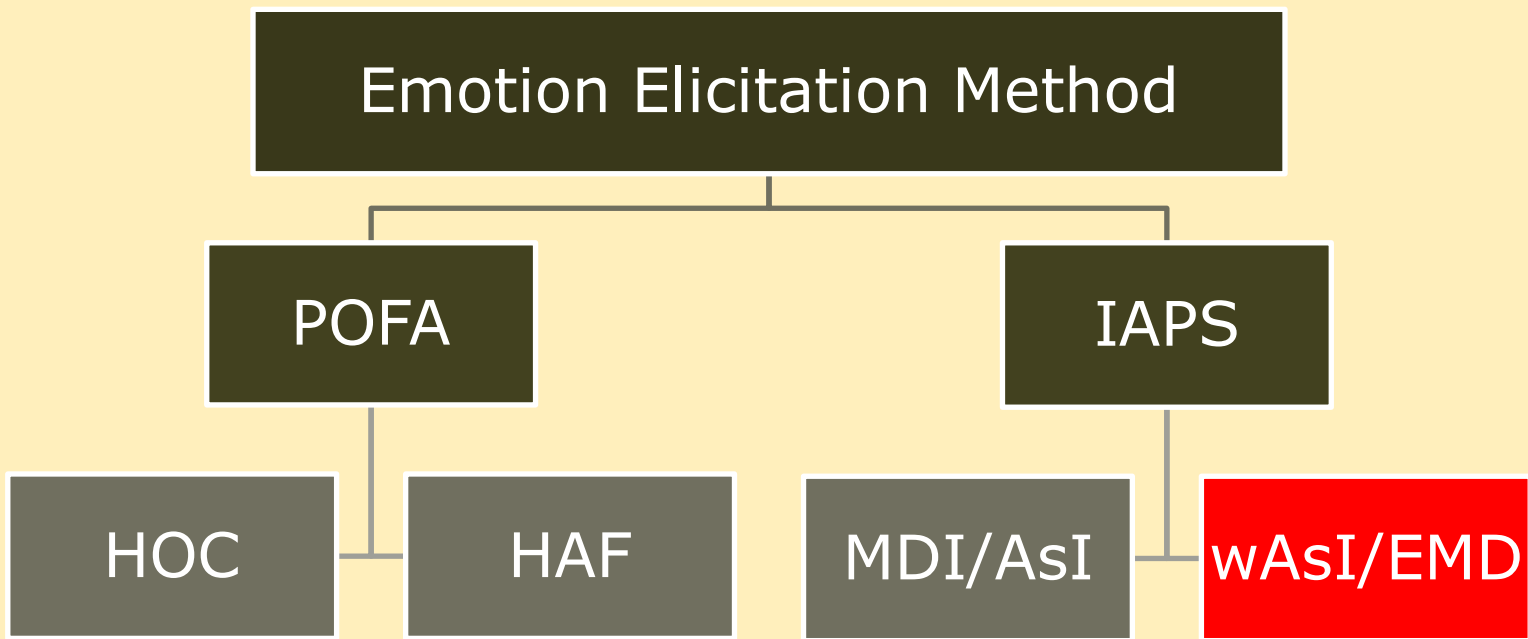 Emotion Elicitation Method
POFA
IAPS
HOC
HAF
MDI/AsI
wAsI/EMD